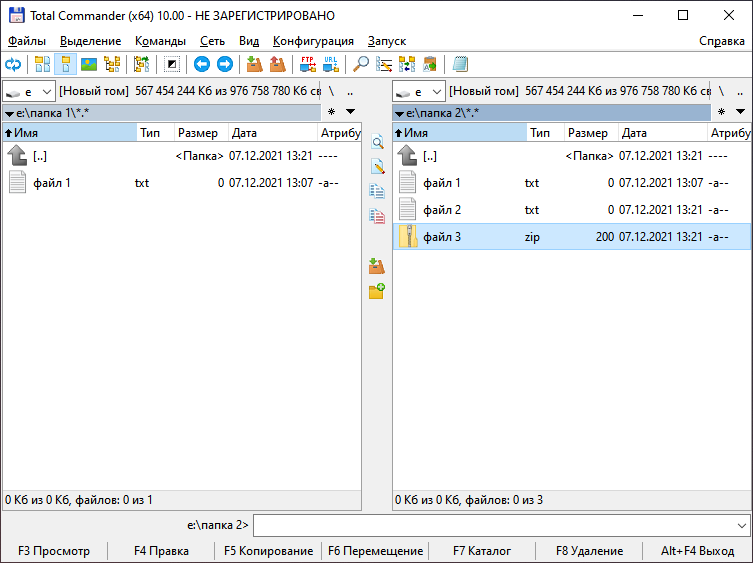 Total Commander (x64) 10.00 - НЕ ЗАРЕГИСТРИРОВАНО
Файлы Выделение Команды Сеть Вид Конфигурация Запуск Справка
FTP URL
e [Новый том] 567 454 244 Кб из 976 758 780 Кб св \ .. e [Новый том] 567 454 244 Кб из 976 758 780 Кб св \ ..
e:\папка 1\*.* * e:\папка 2\*.* *
Имя Тип Размер Дата Атрибу Имя Тип Размер Дата Атрибу
[..] <Папка> 07.12.2021 13:21 ---- [..] <Папка> 07.12.2021 13:21 ----
файл 1 txt 0 07.12.2021 13:07 -a-- файл 1 txt 0 07.12.2021 13:07 -a--
файл 2 txt 0 07.12.2021 13:21 -a--
файл 3 zip 200 07.12.2021 13:21 -a--
0 Кб из 0 Кб, файлов: 0 из 1 0 Кб из 0 Кб, файлов: 0 из 3
e:\папка 2>
F3 Просмотр F4 Правка F5 Копирование F6 Перемещение F7 Каталог F8 Удаление Alt+F4 Выход